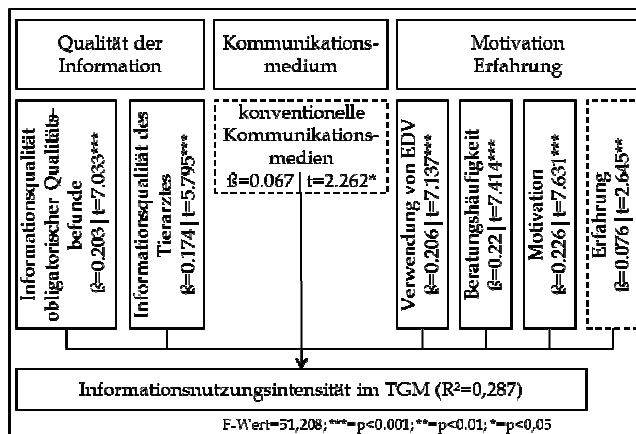 Qualität der
Information
Kommunikations-
medium
Motivation
Erfahrung
Informationsqualität
obligatorischer Qualitäts-
befunde
ß=0.203 | t=7.033***
Informationsqualität des
Tierarztes
ß=0.174 | t=5.795***
konventionelle
Kommunikations-
medien
ß=0.067 | t=2.262*
Verwendung von EDV
ß=0.206 | t=7.137***
Beratungshäufigkeit
ß=0.22 | t=7.414***
Motivation
ß=0.226 | t=7.631***
Erfahrung
ß=0.076 | t=2.645**
Informationsnutzungsintensität im TGM (R²=0,287)
F-Wert=51,208; ***=p<0.001; **=p<0.01; *=p<0,05